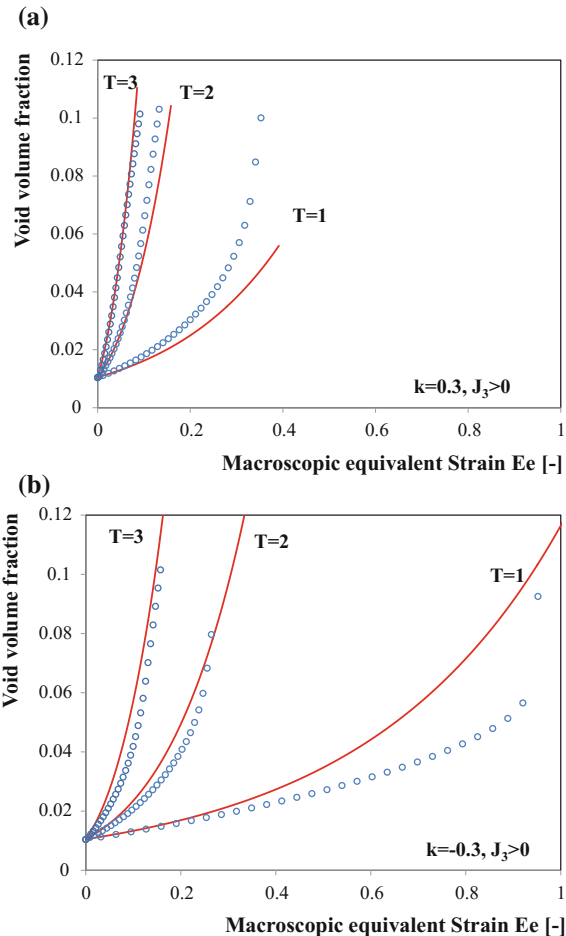 (a)
0.12
T=3
T=2
0.1
0.08
T=1
0.06
0.04
0.02
k=0.3, J₃>0
0
0 0.2 0.4 0.6 0.8 1
Void volume fraction
Macroscopic equivalent Strain Ee [-]
(b)
0.12
T=3
T=2
T=1
0.1
0.08
0.06
0.04
0.02
k=-0.3, J₃>0
0
0 0.2 0.4 0.6 0.8 1
Void volume fraction
Macroscopic equivalent Strain Ee [-]